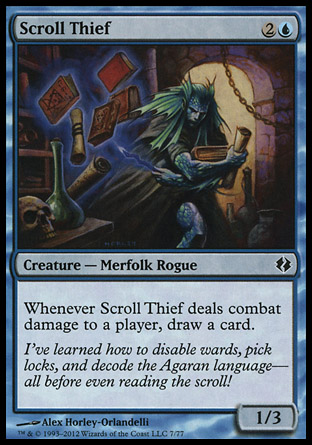 Scroll Thief 2
Creature — Merfolk Rogue
Whenever Scroll Thief deals combat
damage to a player, draw a card.
I've learned how to disable wards, pick
locks, and decode the Agaran language—
all before even reading the scroll!
Alex Horley-Orlandelli
™ & © 1993–2012 Wizards of the Coast LLC 7/77
1/3